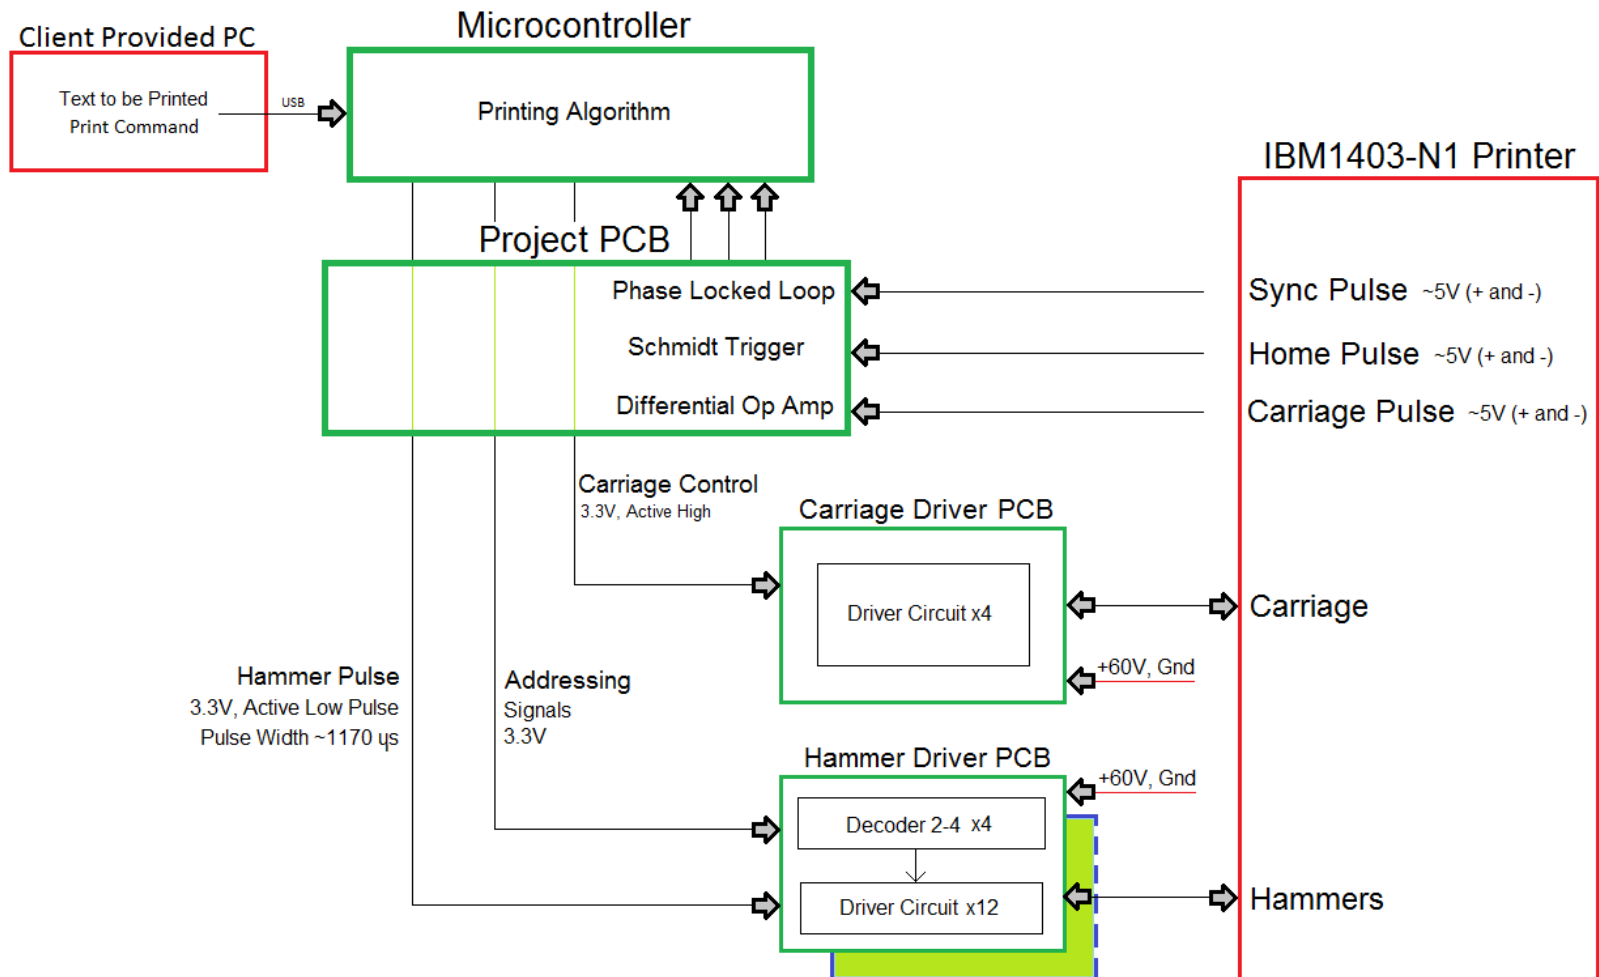 Client Provided PC
Text to be Printed
Print Command
USB
Microcontroller
Printing Algorithm
Project PCB
Phase Locked Loop
Schmidt Trigger
Differential Op Amp
IBM1403-N1 Printer
Sync Pulse ~5V (+ and -)
Home Pulse ~5V (+ and -)
Carriage Pulse ~5V (+ and -)
Carriage Control
3.3V, Active High
Carriage Driver PCB
Driver Circuit x4
Carriage
+60V, Gnd
Hammer Pulse
3.3V, Active Low Pulse
Pulse Width ~1170 ųs
Addressing
Signals
3.3V
Hammer Driver PCB
+60V, Gnd
Decoder 2-4 x4
Driver Circuit x12
Hammers